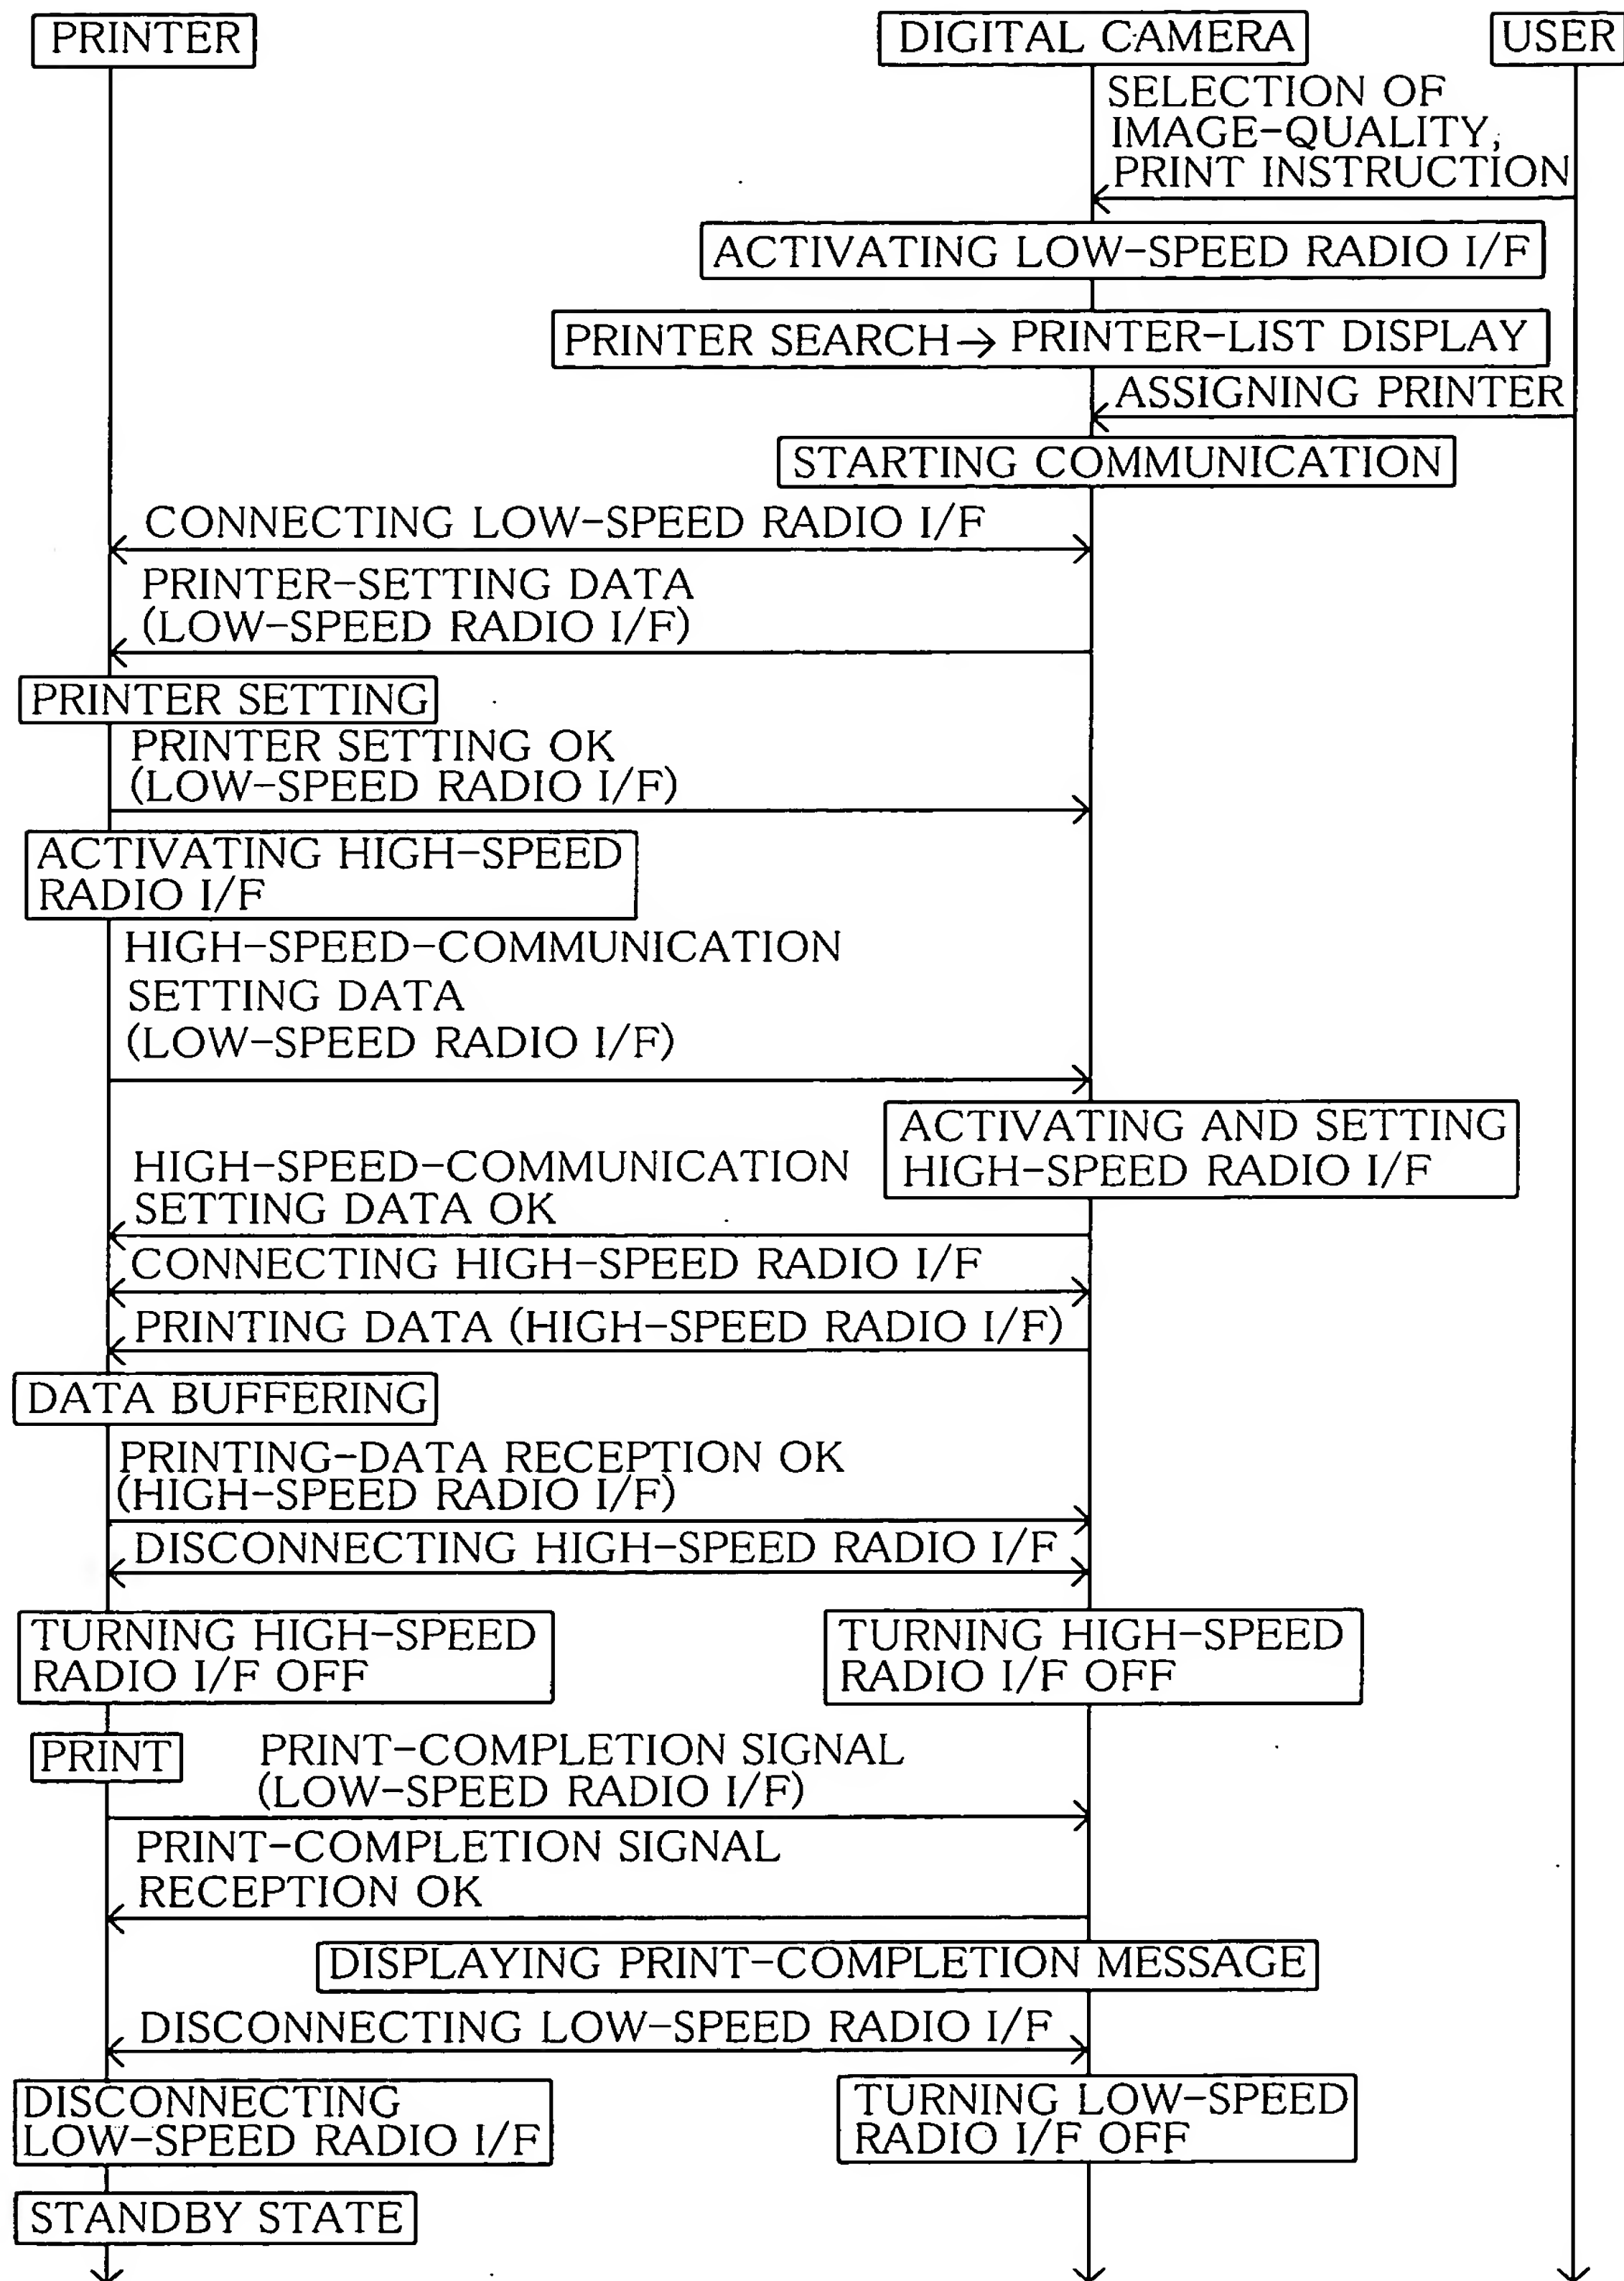 PRINTER
DIGITAL CAMERA
USER
SELECTION OF
IMAGE-QUALITY,
PRINT INSTRUCTION
ACTIVATING LOW-SPEED RADIO I/F
PRINTER SEARCH→ PRINTER-LIST DISPLAY
ASSIGNING PRINTER
STARTING COMMUNICATION
CONNECTING LOW-SPEED RADIO I/F
PRINTER-SETTING DATA
(LOW-SPEED RADIO I/F)
PRINTER SETTING
PRINTER SETTING OK
(LOW-SPEED RADIO I/F)
ACTIVATING HIGH-SPEED
RADIO I/F
HIGH-SPEED-COMMUNICATION
SETTING DATA
(LOW-SPEED RADIO I/F)
ACTIVATING AND SETTING
HIGH-SPEED RADIO I/F
HIGH-SPEED-COMMUNICATION
SETTING DATA OK
CONNECTING HIGH-SPEED RADIO I/F
PRINTING DATA (HIGH-SPEED RADIO I/F)
DATA BUFFERING
PRINTING-DATA RECEPTION OK
(HIGH-SPEED RADIO I/F)
DISCONNECTING HIGH-SPEED RADIO I/F
TURNING HIGH-SPEED
RADIO I/F OFF
TURNING HIGH-SPEED
RADIO I/F OFF
PRINT
PRINT-COMPLETION SIGNAL
(LOW-SPEED RADIO I/F)
PRINT-COMPLETION SIGNAL
RECEPTION OK
DISPLAYING PRINT-COMPLETION MESSAGE
DISCONNECTING LOW-SPEED RADIO I/F
DISCONNECTING
LOW-SPEED RADIO I/F
TURNING LOW-SPEED
RADIO I/F OFF
STANDBY STATE